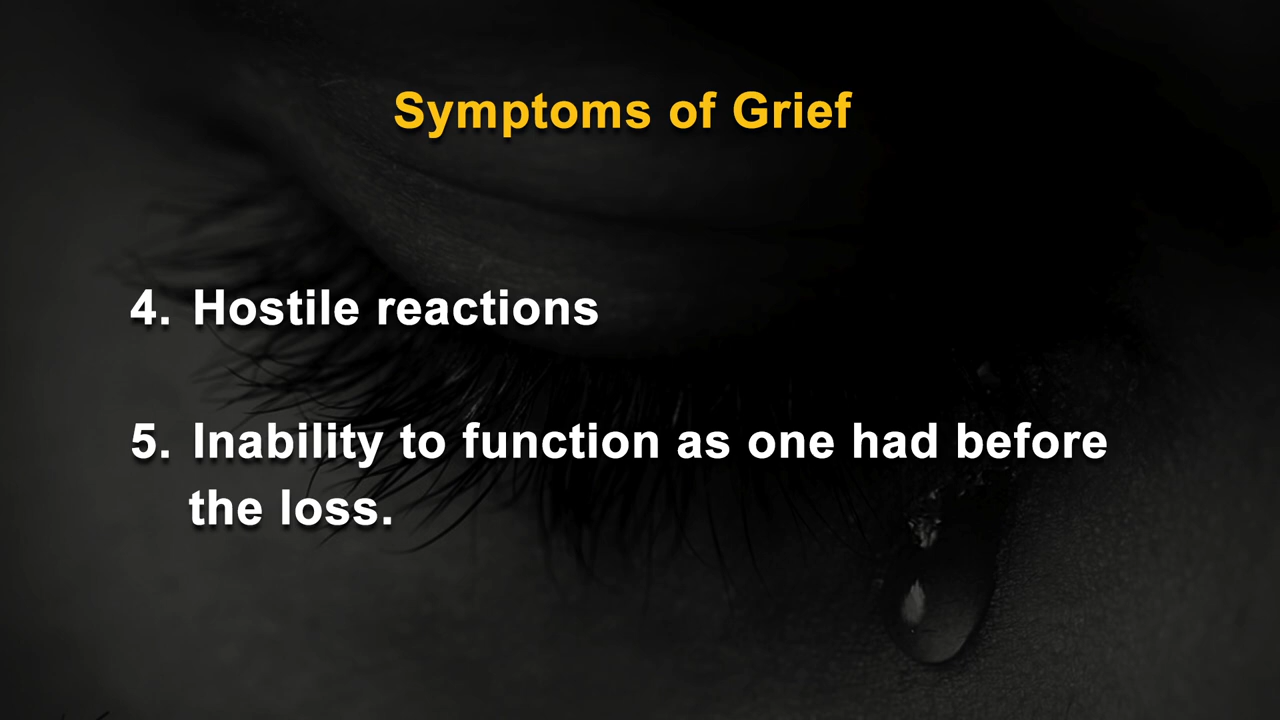 Symptoms of Grief
4. Hostile reactions
5. Inability to function as one had before
the loss.